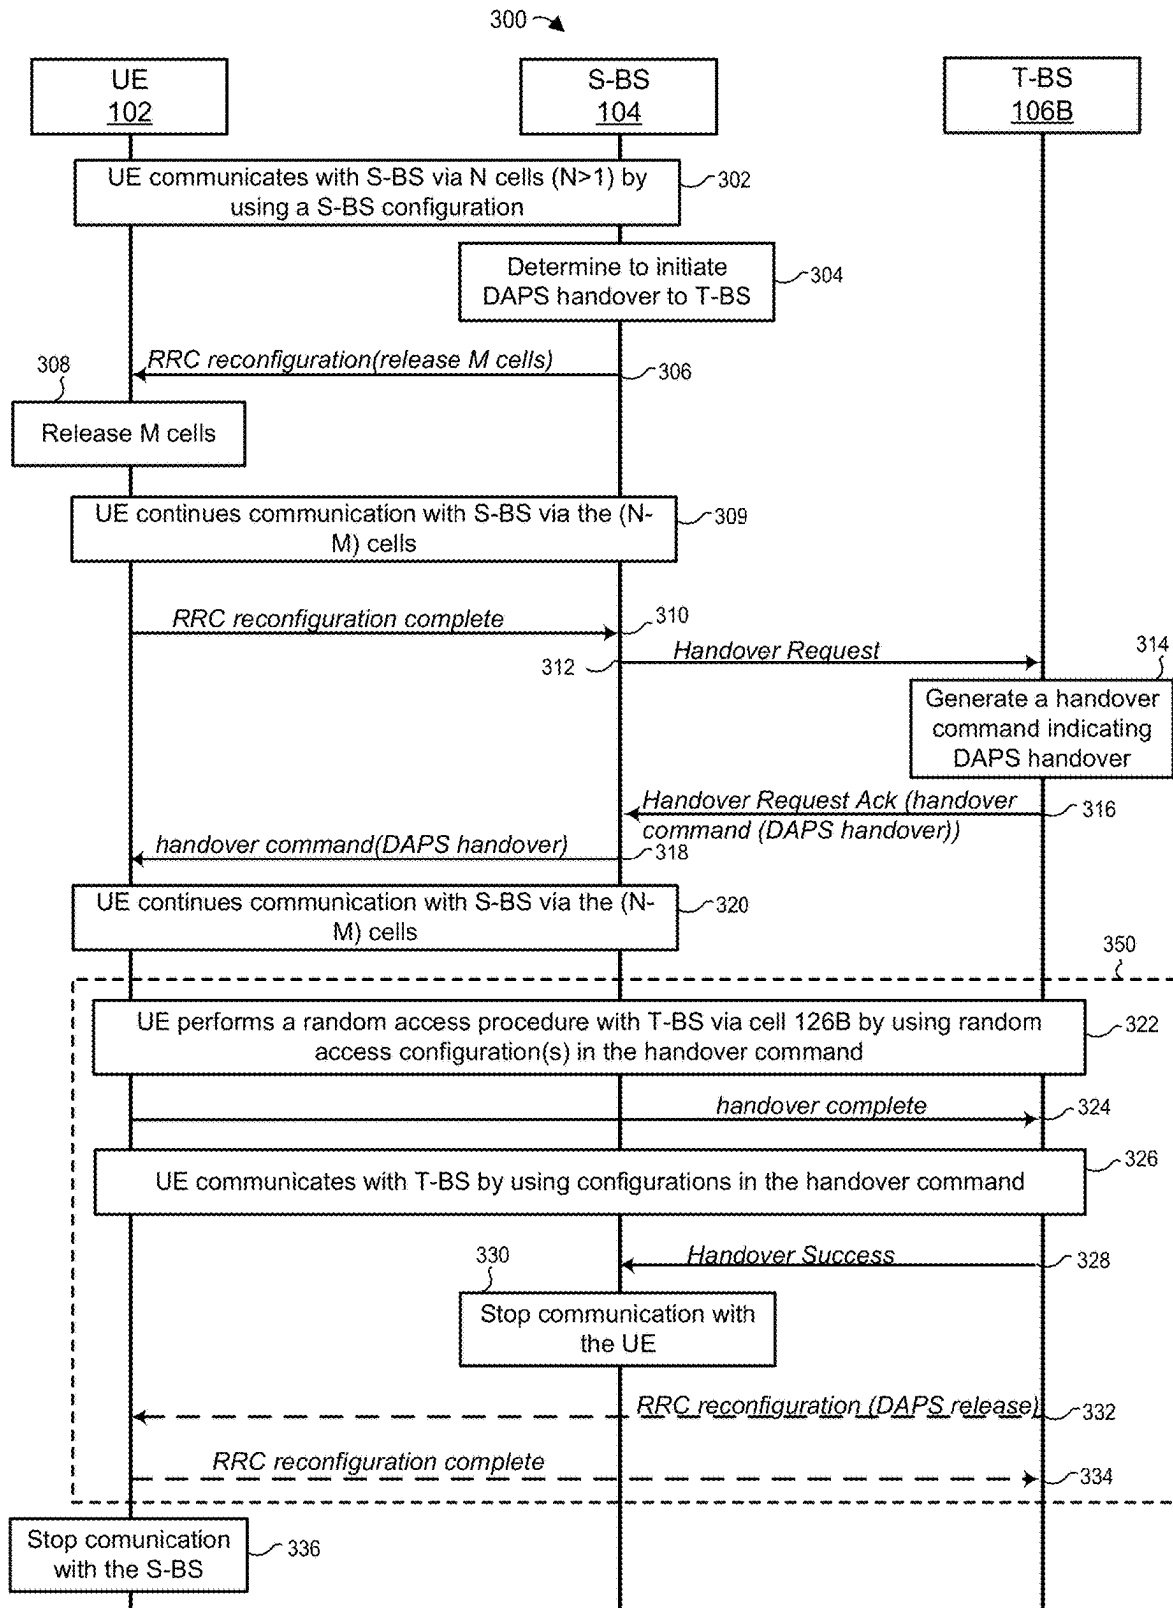 300
UE
102
S-BS
104
T-BS
106B
UE communicates with S-BS via N cells (N>1) by
using a S-BS configuration
302
Determine to initiate
DAPS handover to T-BS
304
RRC reconfiguration(release M cells)
306
308
Release M cells
UE continues communication with S-BS via the (N-
M) cells
309
RRC reconfiguration complete
310
312
Handover Request
314
Generate a handover
command indicating
DAPS handover
Handover Request Ack (handover
command (DAPS handover))
316
handover command(DAPS handover)
318
UE continues communication with S-BS via the (N-
M) cells
320
350
UE performs a random access procedure with T-BS via cell 126B by using random
access configuration(s) in the handover command
322
handover complete
324
UE communicates with T-BS by using configurations in the handover command
326
Handover Success
328
330
Stop communication with
the UE
RRC reconfiguration (DAPS release)
332
RRC reconfiguration complete
334
Stop comunication
with the S-BS
336